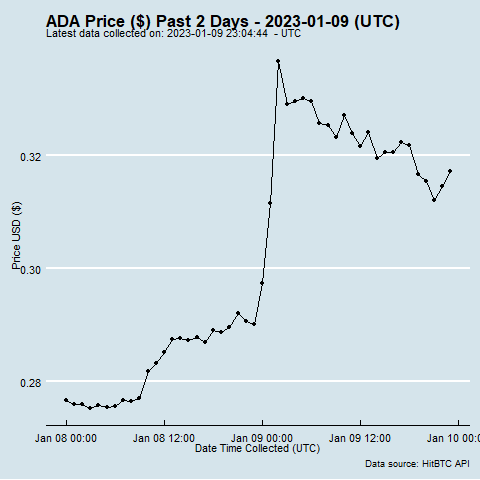 ADA Price ($) Past 2 Days - 2023-01-09 (UTC)
Latest data collected on: 2023-01-09 23:04:44 - UTC
Price USD ($)
0.32
0.30
0.28
Jan 08 00:00
Jan 08 12:00
Jan 09 00:00
Jan 09 12:00
Jan 10 00:0
Date Time Collected (UTC)
Data source: HitBTC API